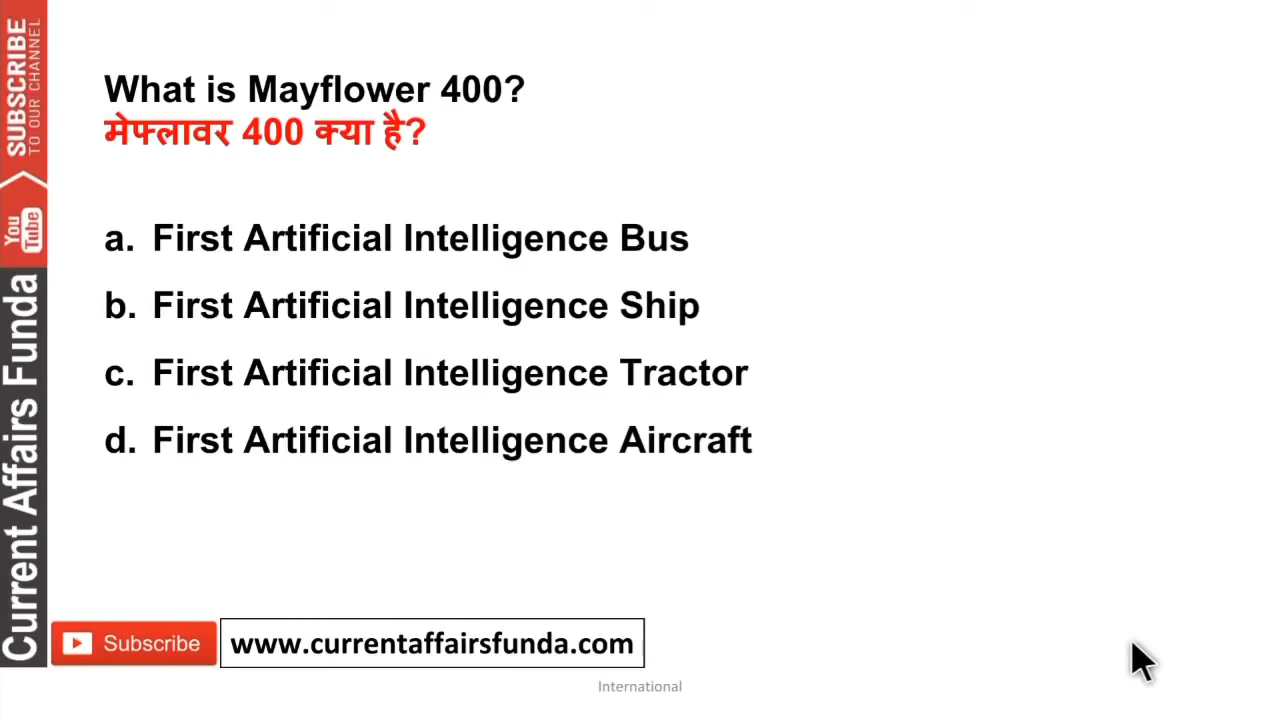 What is Mayflower 400?
मेफ्लावर 400 क्या है?
a. First Artificial Intelligence Bus
b. First Artificial Intelligence Ship
c. First Artificial Intelligence Tractor
d. First Artificial Intelligence Aircraft
SUBSCRIBE
TO OUR CHANNEL
You
Tube
Current Affairs Funda
Subscribe
www.currentaffairsfunda.com
International